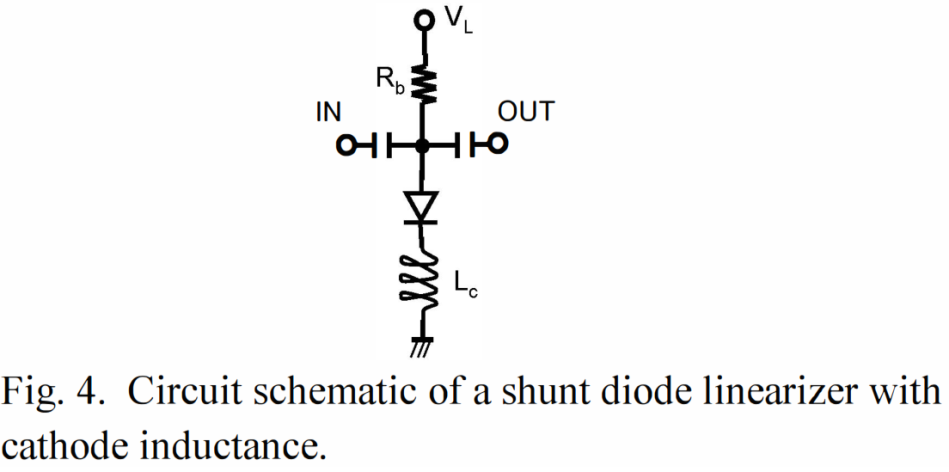 V_L
R_b
IN
OUT
L_c
Fig. 4. Circuit schematic of a shunt diode linearizer with
cathode inductance.